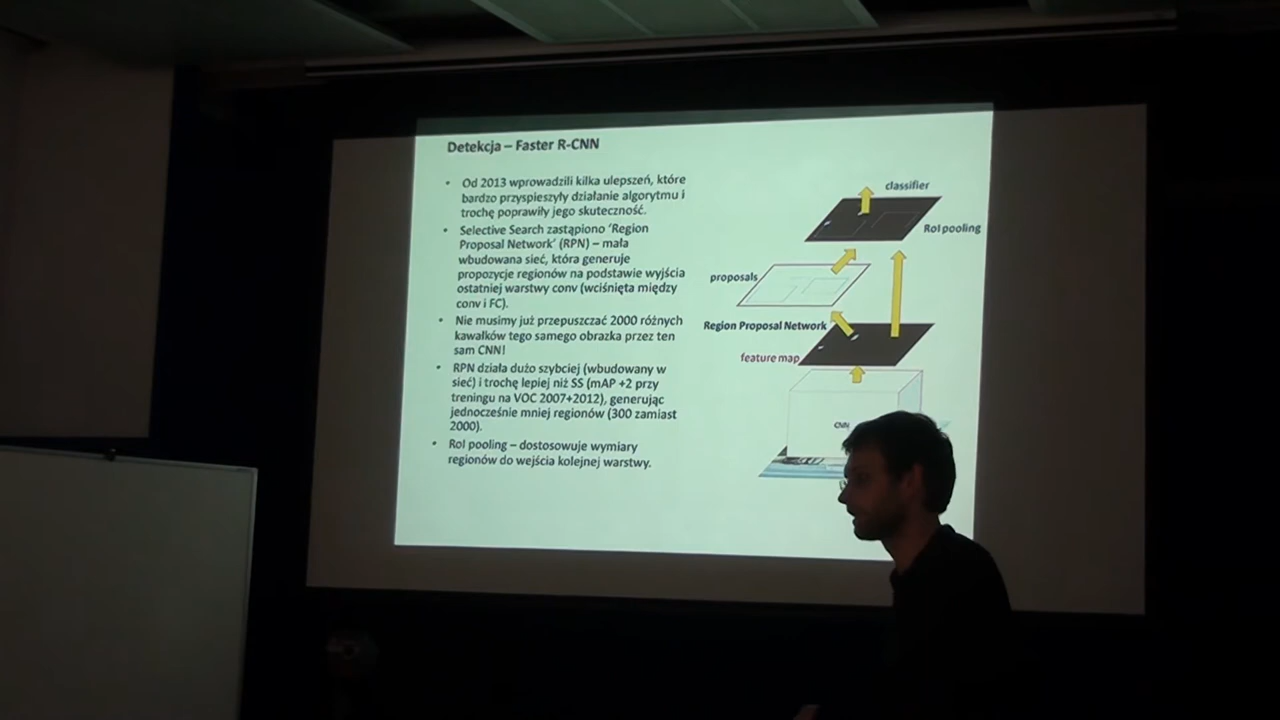 Detekcja – Faster R-CNN
• Od 2013 wprowadzili kilka ulepszeń, które
bardzo przyspieszyły działanie algorytmu i
trochę poprawiły jego skuteczność.
• Selective Search zastąpiono 'Region
Proposal Network' (RPN) – mała
wbudowana sieć, która generuje
propozycje regionów na podstawie wyjścia
ostatniej warstwy conv (wciśnięta między
conv i FC).
• Nie musimy już przepuszczać 2000 różnych
kawałków tego samego obrazka przez ten
sam CNN!
• RPN działa dużo szybciej (wbudowany w
sieć) i trochę lepiej niż SS (mAP +2 przy
treningu na VOC 2007+2012), generując
jednocześnie mniej regionów (300 zamiast
2000).
• RoI pooling – dostosowuje wymiary
regionów do wejścia kolejnej warstwy.
classifier
RoI pooling
proposals
Region Proposal Network
feature map
CNN